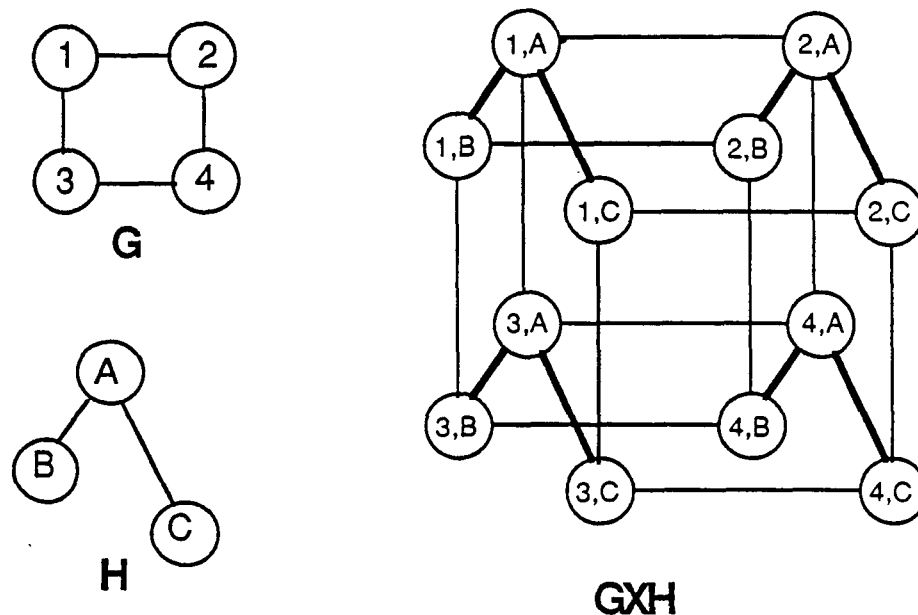 1 2
3 4
G
A
B
C
H
1,A 2,A
1,B 2,B
1,C 2,C
3,A 4,A
3,B 4,B
3,C 4,C
GXH